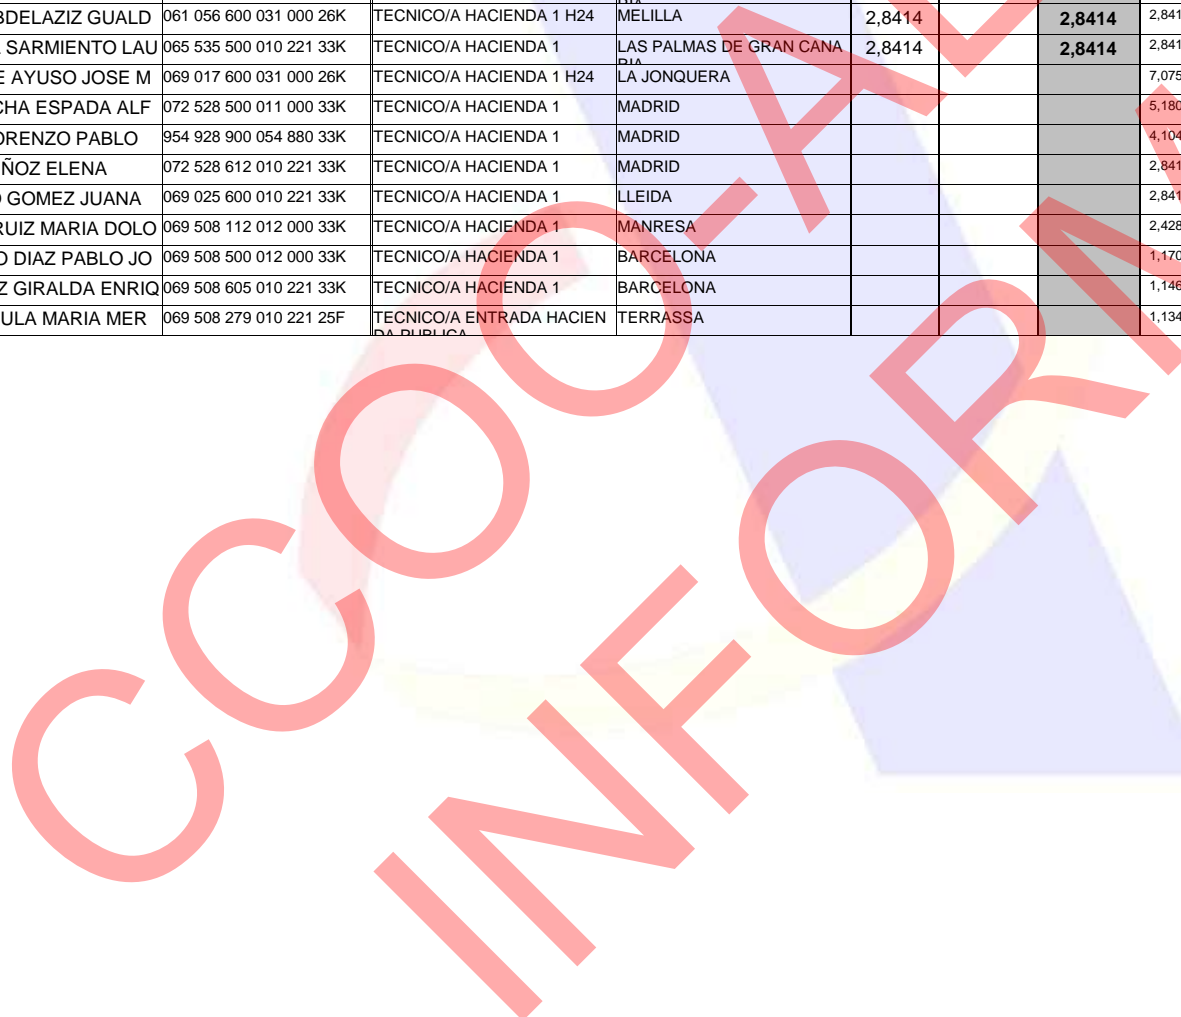 BDELAZIZ GUALD 061 056 600 031 000 26K TECNICO/A HACIENDA 1 H24 MELILLA 2,8414 2,8414 2,841
SARMIENTO LAU 065 535 500 010 221 33K TECNICO/A HACIENDA 1 LAS PALMAS DE GRAN CANA 2,8414 2,8414 2,841
RIA
E AYUSO JOSE M 069 017 600 031 000 26K TECNICO/A HACIENDA 1 H24 LA JONQUERA 7,075
CHA ESPADA ALF 072 528 500 011 000 33K TECNICO/A HACIENDA 1 MADRID 5,180
ORENZO PABLO 954 928 900 054 880 33K TECNICO/A HACIENDA 1 MADRID 4,104
ÑOZ ELENA 072 528 612 010 221 33K TECNICO/A HACIENDA 1 MADRID 2,841
O GOMEZ JUANA 069 025 600 010 221 33K TECNICO/A HACIENDA 1 LLEIDA 2,841
RUIZ MARIA DOLO 069 508 112 012 000 33K TECNICO/A HACIENDA 1 MANRESA 2,428
O DIAZ PABLO JO 069 508 500 012 000 33K TECNICO/A HACIENDA 1 BARCELONA 1,170
Z GIRALDA ENRIQ 069 508 605 010 221 33K TECNICO/A HACIENDA 1 BARCELONA 1,146
ULA MARIA MER 069 508 279 010 221 25F TECNICO/A ENTRADA HACIEN TERRASSA 1,134
DA PUBLICA
CCOO-AE
INFORM